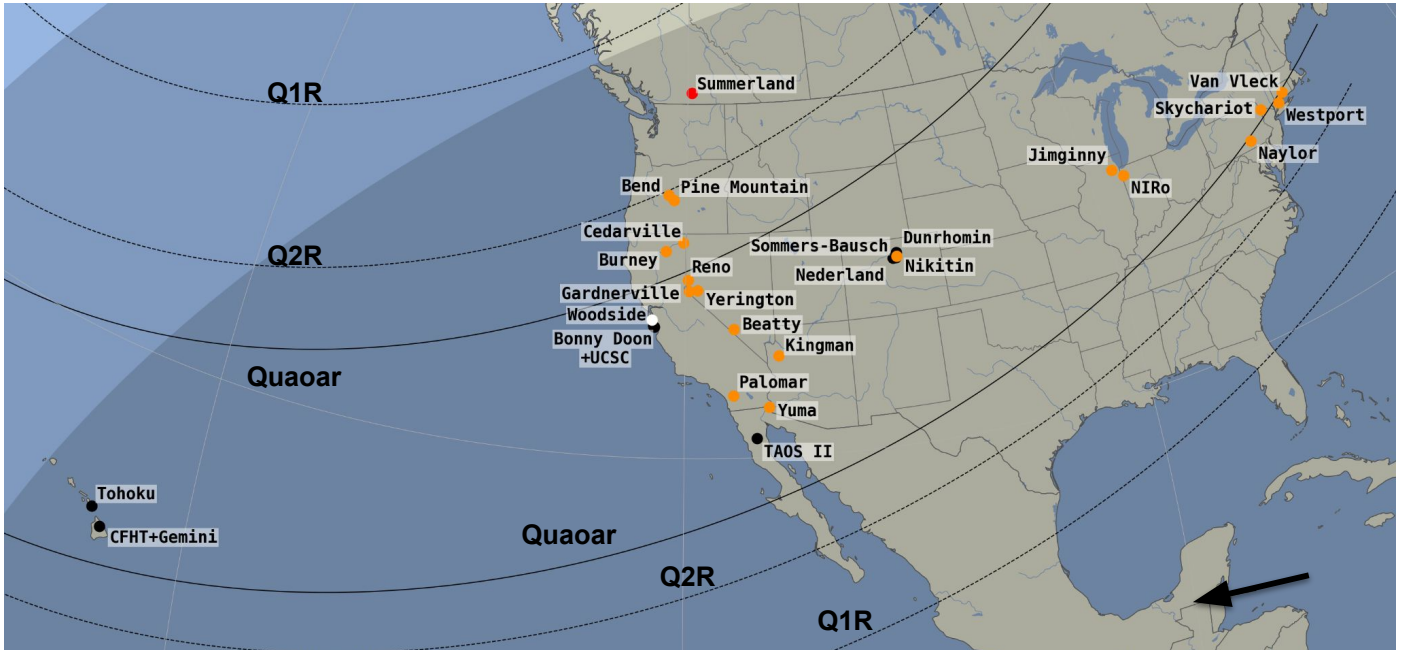 Q1R
Summerland
Van Vleck
Skychariot
Westport
Jimginny
Naylor
NIRo
Bend
Pine Mountain
Cedarville
Dunrhomin
Sommers-Bausch
Q2R
Burney
Reno
Nederland
Nikitin
Gardnerville
Yerington
Woodside
Beatty
Bonny Doon
+UCSC
Kingman
Quaoar
Palomar
Yuma
TAOS II
Tohoku
CFHT+Gemini
Quaoar
Q2R
Q1R